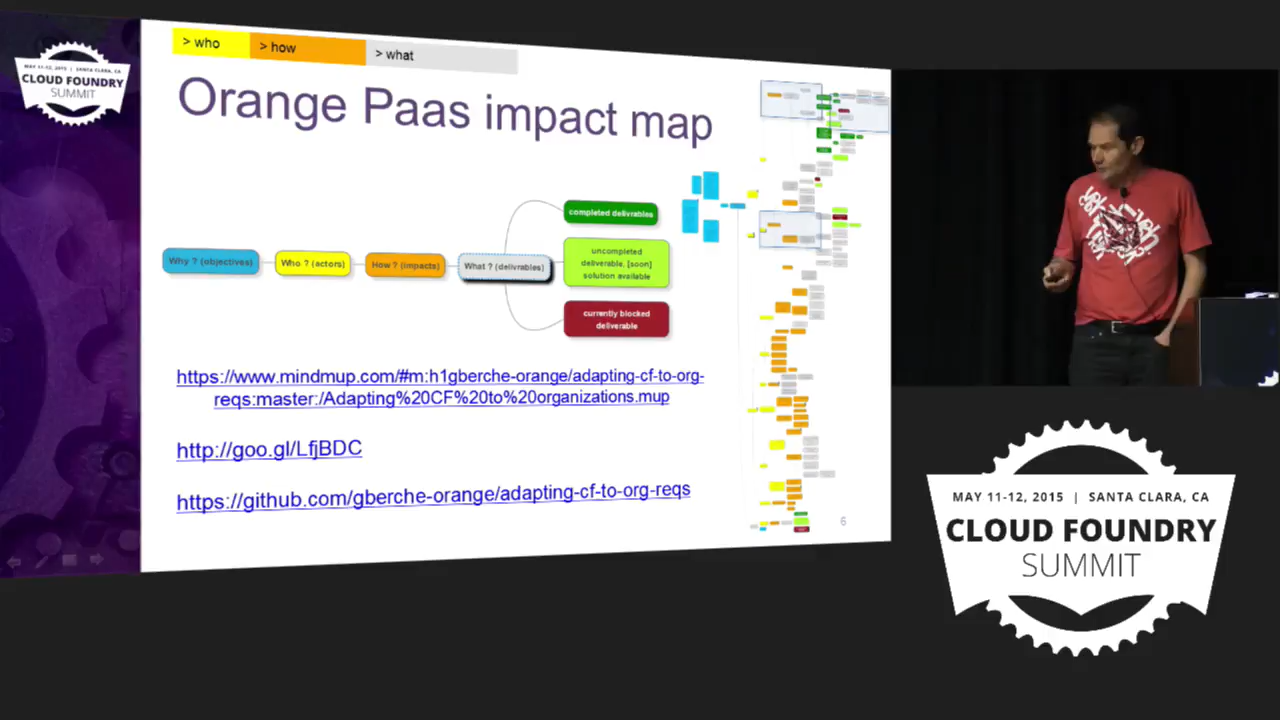 MAY 11-12, 2015 | SANTA CLARA, CA
CLOUD FOUNDRY
SUMMIT
> who
> how
> what
Orange Paas impact map
Why ? (objectives)
Who ? (actors)
How ? (impacts)
What ? (delivrables)
completed delivrables
uncompleted
deliverable, [soon]
solution available
currently blocked
deliverable
https://www.mindmup.com/#m:h1gberche-orange/adapting-cf-to-org-
reqs:master:/Adapting%20CF%20to%20organizations.mup
http://goo.gl/LfjBDC
https://github.com/gberche-orange/adapting-cf-to-org-reqs
6
MAY 11-12, 2015 | SANTA CLARA, CA
CLOUD FOUNDRY
SUMMIT